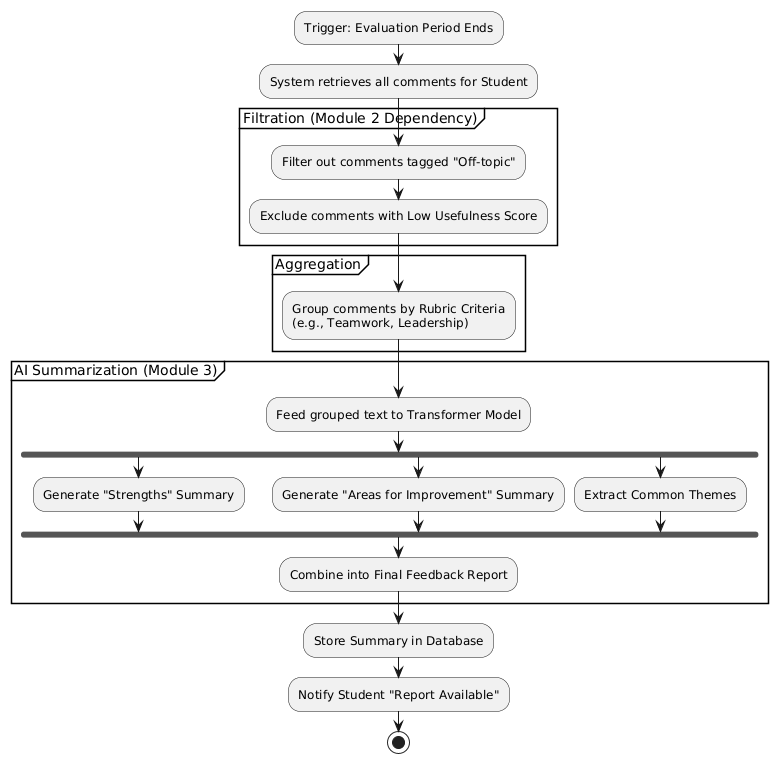 Trigger: Evaluation Period Ends
System retrieves all comments for Student
Filtration (Module 2 Dependency)
Filter out comments tagged "Off-topic"
Exclude comments with Low Usefulness Score
Aggregation
Group comments by Rubric Criteria
(e.g., Teamwork, Leadership)
AI Summarization (Module 3)
Feed grouped text to Transformer Model
Generate "Strengths" Summary
Generate "Areas for Improvement" Summary
Extract Common Themes
Combine into Final Feedback Report
Store Summary in Database
Notify Student "Report Available"